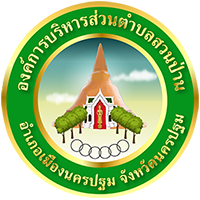 องค์การบริหารส่วนตำบลสวนป่าน
อำเภอเมืองนครปฐม จังหวัดนครปฐม